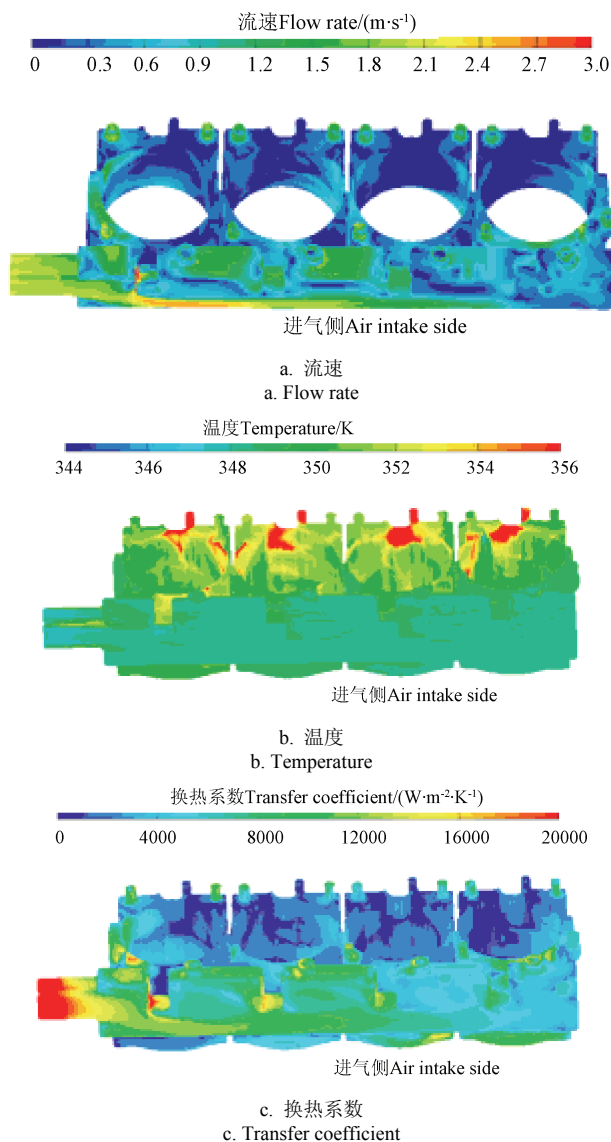 流速Flow rate/(m·s⁻¹)
0 0.3 0.6 0.9 1.2 1.5 1.8 2.1 2.4 2.7 3.0
进气侧Air intake side
a. 流速
a. Flow rate
温度Temperature/K
344 346 348 350 352 354 356
进气侧Air intake side
b. 温度
b. Temperature
换热系数Transfer coefficient/(W·m⁻²·K⁻¹)
0 4000 8000 12000 16000 20000
进气侧Air intake side
c. 换热系数
c. Transfer coefficient